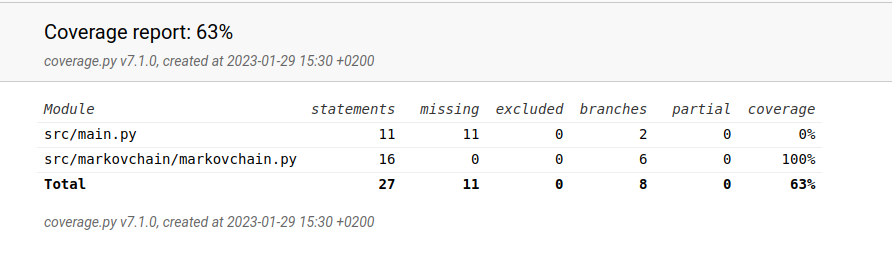 Coverage report: 63%
coverage.py v7.1.0, created at 2023-01-29 15:30 +0200
Module statements missing excluded branches partial coverage
src/main.py 11 11 0 2 0 0%
src/markovchain/markovchain.py 16 0 0 6 0 100%
Total 27 11 0 8 0 63%
coverage.py v7.1.0, created at 2023-01-29 15:30 +0200